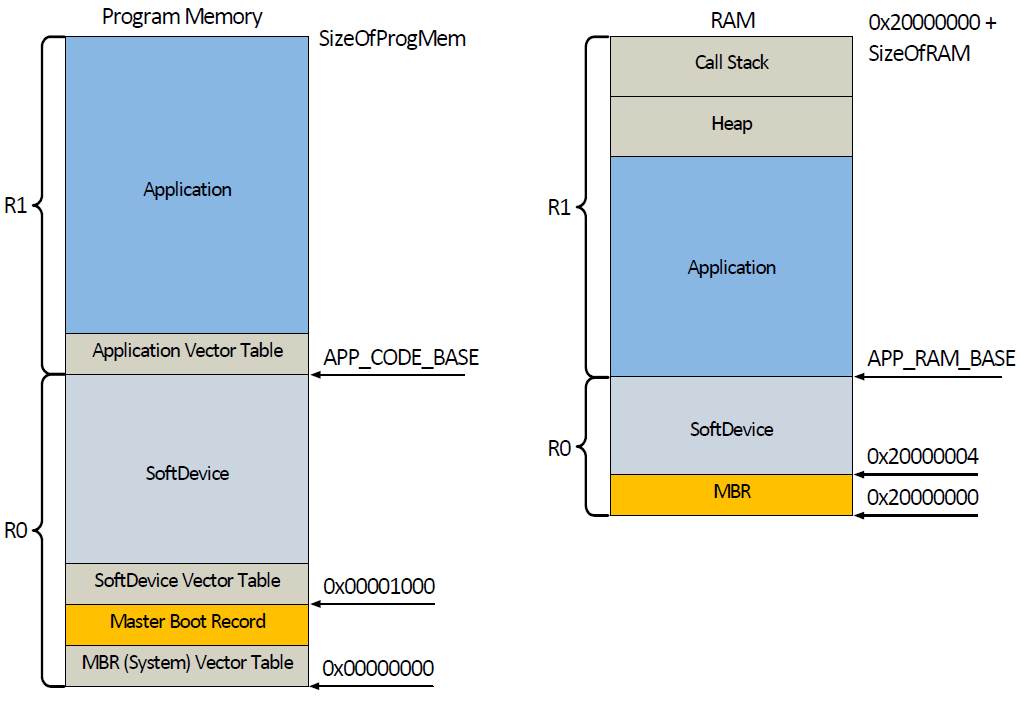 Program Memory
SizeOfProgMem
Application
R1
Application Vector Table
APP_CODE_BASE
SoftDevice
R0
SoftDevice Vector Table
0x00001000
Master Boot Record
MBR (System) Vector Table
0x00000000
RAM
0x20000000 +
SizeOfRAM
Call Stack
Heap
R1
Application
APP_RAM_BASE
SoftDevice
R0
0x20000004
MBR
0x20000000